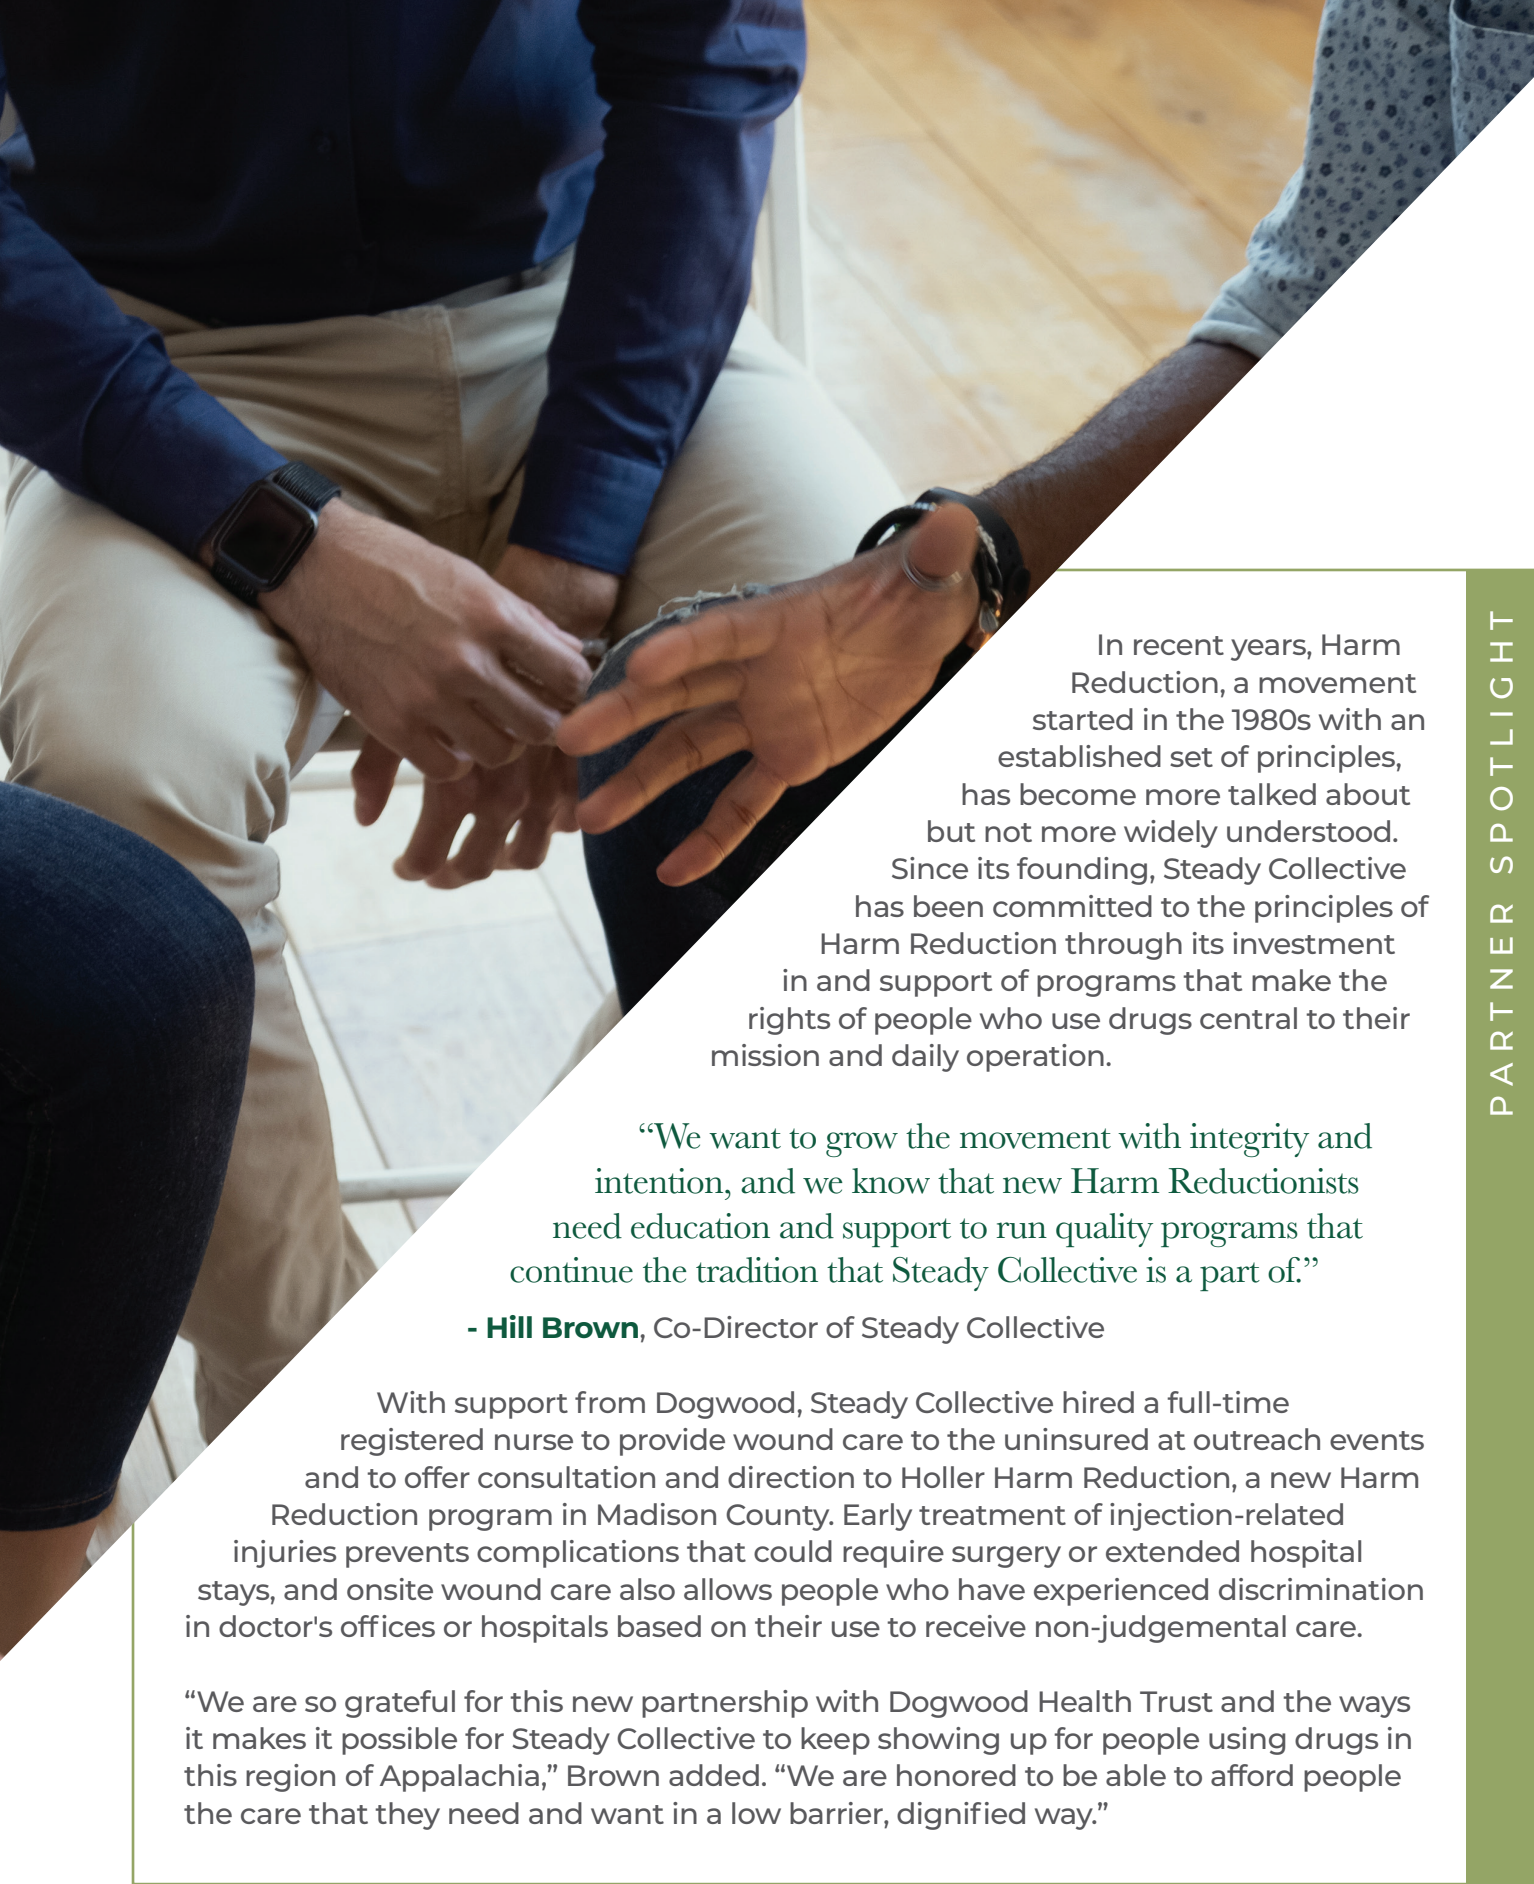 In recent years, Harm
Reduction, a movement
started in the 1980s with an
established set of principles,
has become more talked about
but not more widely understood.
Since its founding, Steady Collective
has been committed to the principles of
Harm Reduction through its investment
in and support of programs that make the
rights of people who use drugs central to their
mission and daily operation.
“We want to grow the movement with integrity and
intention, and we know that new Harm Reductionists
need education and support to run quality programs that
continue the tradition that Steady Collective is a part of.”
- Hill Brown, Co-Director of Steady Collective
With support from Dogwood, Steady Collective hired a full-time
registered nurse to provide wound care to the uninsured at outreach events
and to offer consultation and direction to Holler Harm Reduction, a new Harm
Reduction program in Madison County. Early treatment of injection-related
injuries prevents complications that could require surgery or extended hospital
stays, and onsite wound care also allows people who have experienced discrimination
in doctor's offices or hospitals based on their use to receive non-judgemental care.
“We are so grateful for this new partnership with Dogwood Health Trust and the ways
it makes it possible for Steady Collective to keep showing up for people using drugs in
this region of Appalachia,” Brown added. “We are honored to be able to afford people
the care that they need and want in a low barrier, dignified way.”
PARTNER SPOTLIGHT